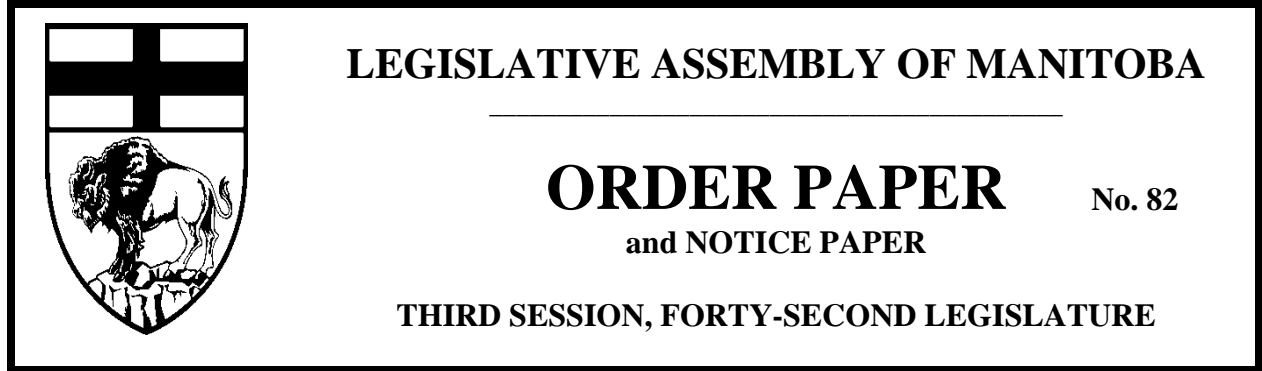 LEGISLATIVE ASSEMBLY OF MANITOBA
ORDER PAPER No. 82
and NOTICE PAPER
THIRD SESSION, FORTY-SECOND LEGISLATURE